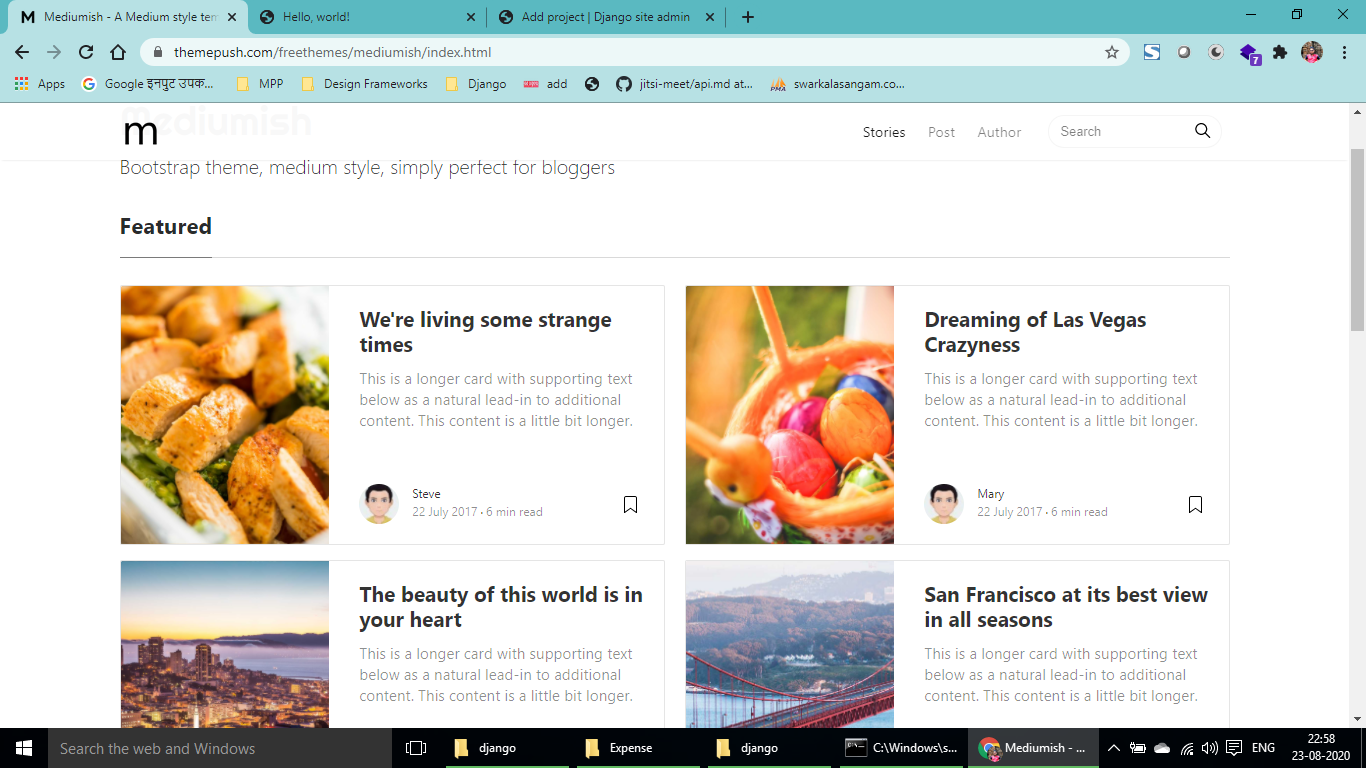 Mediumish - A Medium style tem
Hello, world!
Add project | Django site admin
themepush.com/freethemes/mediumish/index.html
7
Apps
Google इनपुट उपक...
MPP
Design Frameworks
Django
add
jitsi-meet/api.md at...
swarkalasangam.co...
Mediumish
m
Stories
Post
Author
Search
Bootstrap theme, medium style, simply perfect for bloggers
Featured
We're living some strange
times
This is a longer card with supporting text
below as a natural lead-in to additional
content. This content is a little bit longer.
Steve
22 July 2017 · 6 min read
Dreaming of Las Vegas
Crazyness
This is a longer card with supporting text
below as a natural lead-in to additional
content. This content is a little bit longer.
Mary
22 July 2017 · 6 min read
The beauty of this world is in
your heart
This is a longer card with supporting text
below as a natural lead-in to additional
content. This content is a little bit longer.
San Francisco at its best view
in all seasons
This is a longer card with supporting text
below as a natural lead-in to additional
content. This content is a little bit longer.
Search the web and Windows
django
Expense
django
C:\Windows\s...
Mediumish - ...
ENG
22:58
23-08-2020